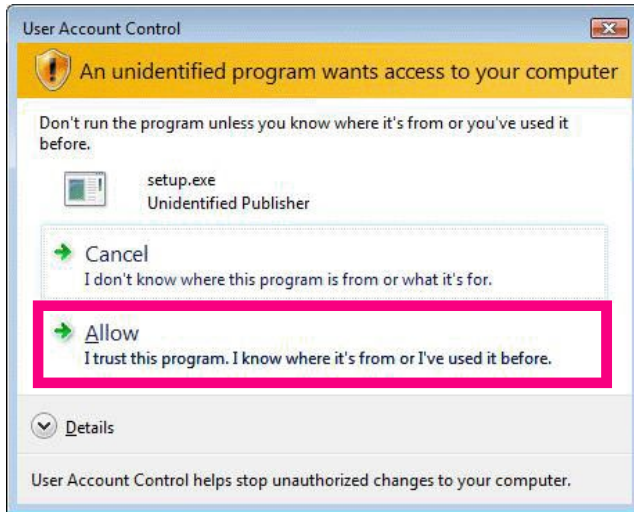 User Account Control
An unidentified program wants access to your computer
Don't run the program unless you know where it's from or you've used it
before.
setup.exe
Unidentified Publisher
Cancel
I don't know where this program is from or what it's for.
Allow
I trust this program. I know where it's from or I've used it before.
Details
User Account Control helps stop unauthorized changes to your computer.